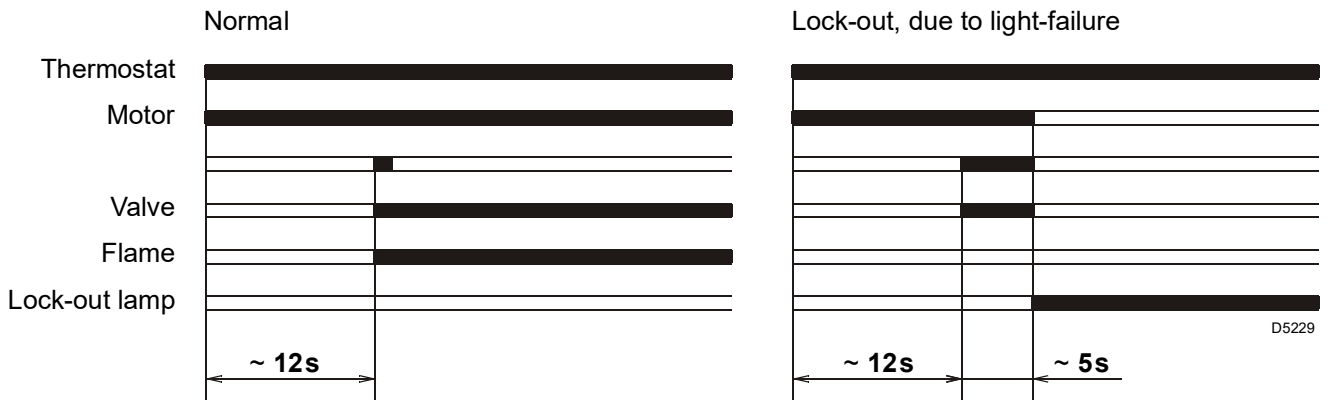 Normal
Lock-out, due to light-failure
Thermostat
Motor
Valve
Flame
Lock-out lamp
D5229
~ 12s
~ 12s
~ 5s